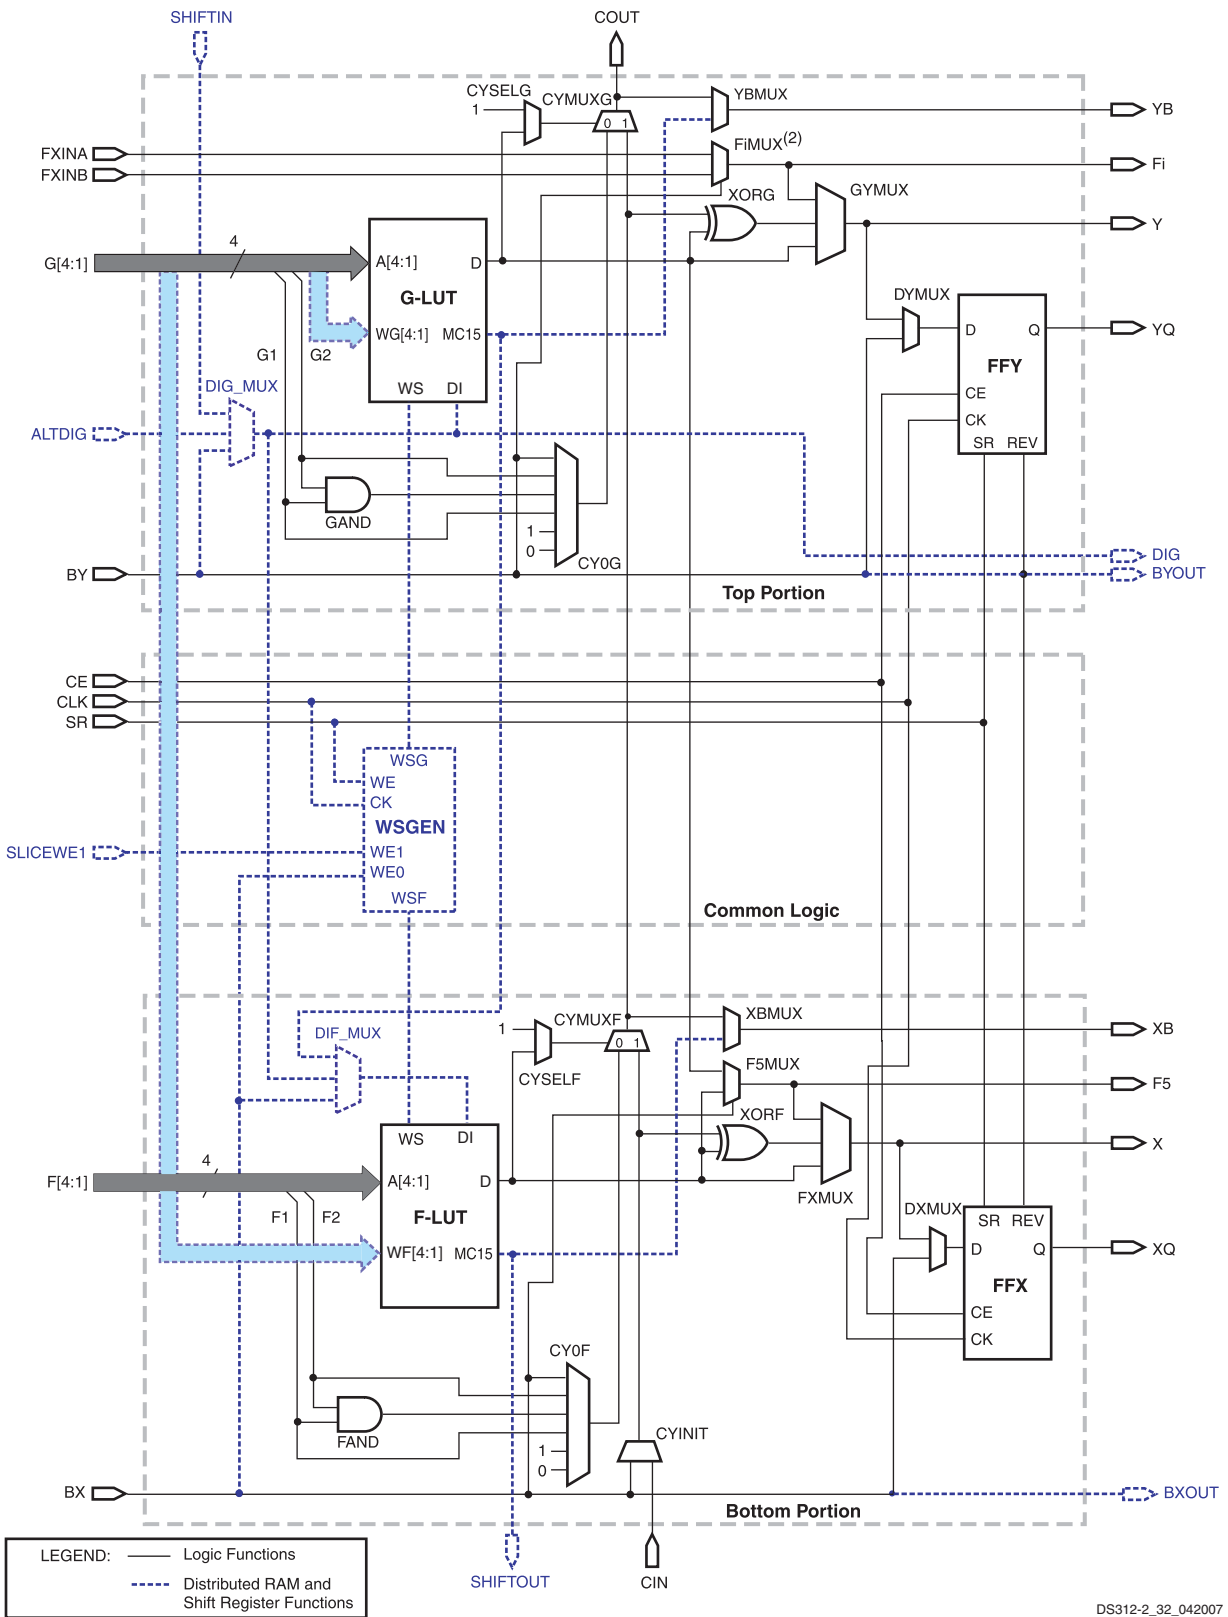 SHIFTIN
COUT
CYSELG
1
CYMUXG
0 1
YBMUX
YB
FXINA
FXINB
FiMUX(2)
Fi
XORG
GYMUX
Y
G[4:1]
4
A[4:1]
D
G-LUT
WG[4:1]
MC15
WS
DI
G1
G2
DYMUX
D
Q
FFY
CE
CK
SR
REV
YQ
DIG_MUX
ALTDIG
GAND
1
0
CY0G
DIG
BY
BYOUT
Top Portion
CE
CLK
SR
WSG
WE
CK
WSGEN
SLICEWE1
WE1
WE0
WSF
Common Logic
DIF_MUX
1
CYMUXF
0 1
CYSELF
XBMUX
XB
F5MUX
F5
XORF
FXMUX
X
WS
DI
F[4:1]
4
A[4:1]
D
F-LUT
WF[4:1]
MC15
F1
F2
DXMUX
SR
REV
D
Q
FFX
CE
CK
XQ
CY0F
FAND
1
0
CYINIT
BX
BXOUT
Bottom Portion
SHIFTOUT
CIN
LEGEND:
Logic Functions
Distributed RAM and
Shift Register Functions
DS312-2_32_042007